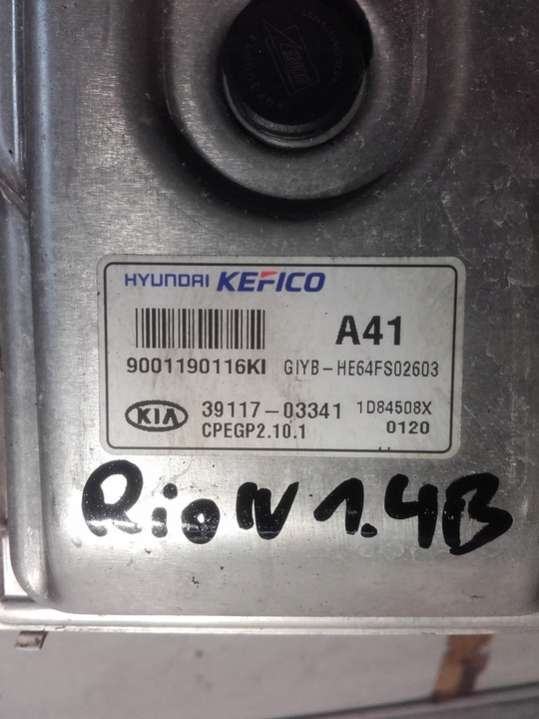 HYUNDAI KEFICO
A41
9001190116KI GIYB-HE64FS02603
KIA 39117-03341 1D84508X
CPEGP2.10.1 0120
Rio IV 1.4B